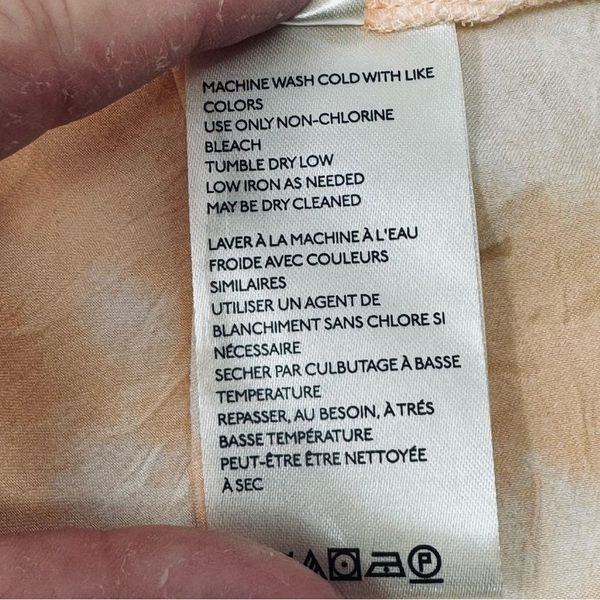 MACHINE WASH COLD WITH LIKE
COLORS
USE ONLY NON-CHLORINE
BLEACH
TUMBLE DRY LOW
LOW IRON AS NEEDED
MAY BE DRY CLEANED
LAVER À LA MACHINE À L'EAU
FROIDE AVEC COULEURS
SIMILAIRES
UTILISER UN AGENT DE
BLANCHIMENT SANS CHLORE SI
NÉCESSAIRE
SECHER PAR CULBUTAGE À BASSE
TEMPERATURE
REPASSER, AU BESOIN, À TRÉS
BASSE TEMPÉRATURE
PEUT-ÊTRE ÊTRE NETTOYÉE
À SEC
P